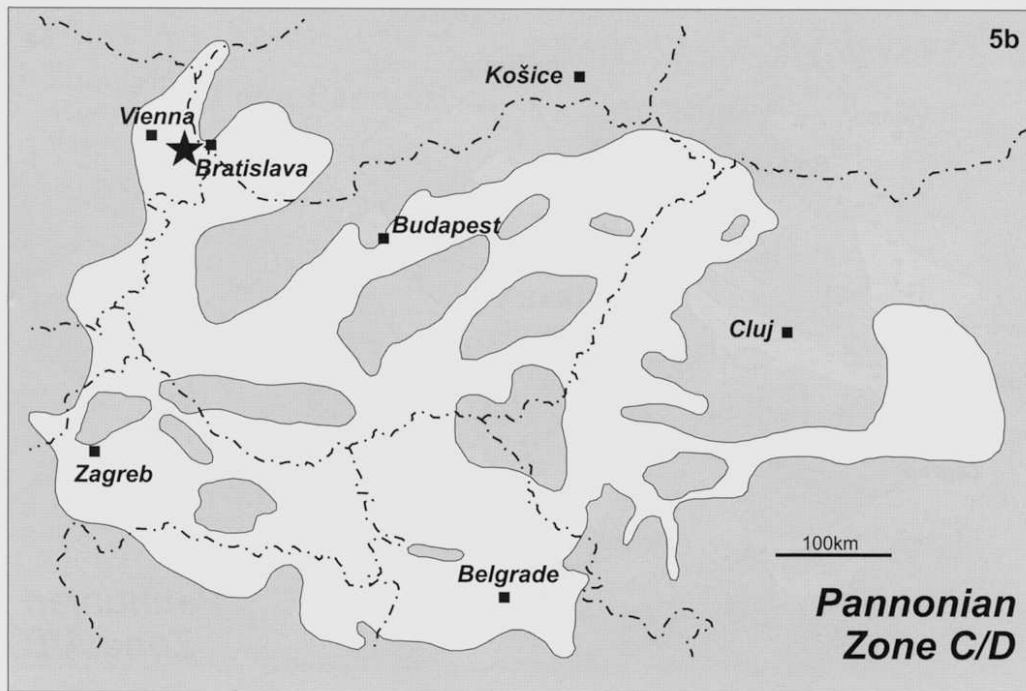 5b
Košice
Vienna
Bratislava
Budapest
Cluj
Zagreb
100km
Belgrade
Pannonian
Zone C/D